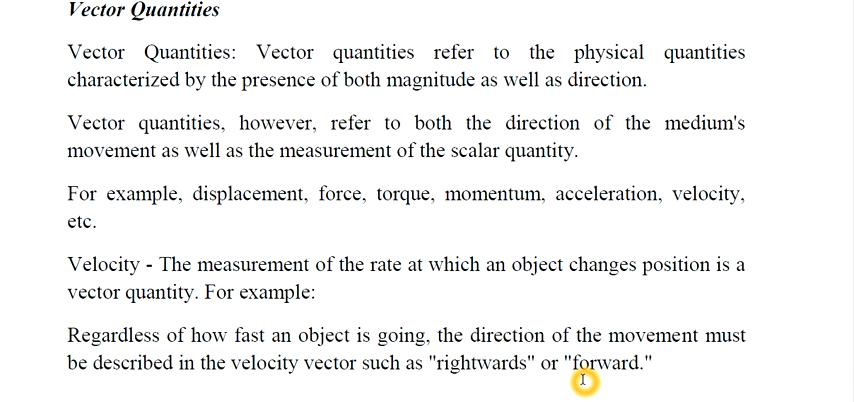 Vector Quantities
Vector Quantities: Vector quantities refer to the physical quantities
characterized by the presence of both magnitude as well as direction.
Vector quantities, however, refer to both the direction of the medium's
movement as well as the measurement of the scalar quantity.
For example, displacement, force, torque, momentum, acceleration, velocity,
etc.
Velocity - The measurement of the rate at which an object changes position is a
vector quantity. For example:
Regardless of how fast an object is going, the direction of the movement must
be described in the velocity vector such as "rightwards" or "forward."